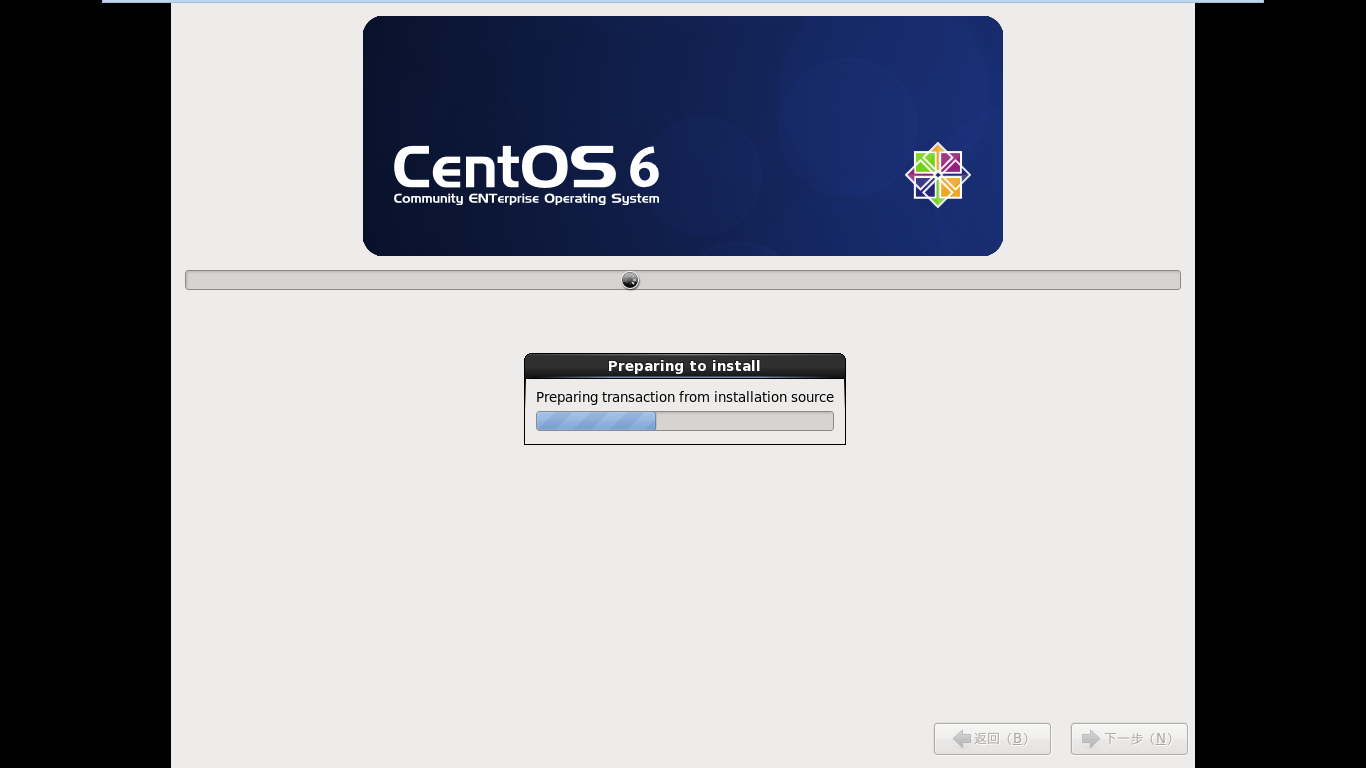 CentOS 6
Community ENTerprise Operating System
Preparing to install
Preparing transaction from installation source
返回（B）
下一步（N）